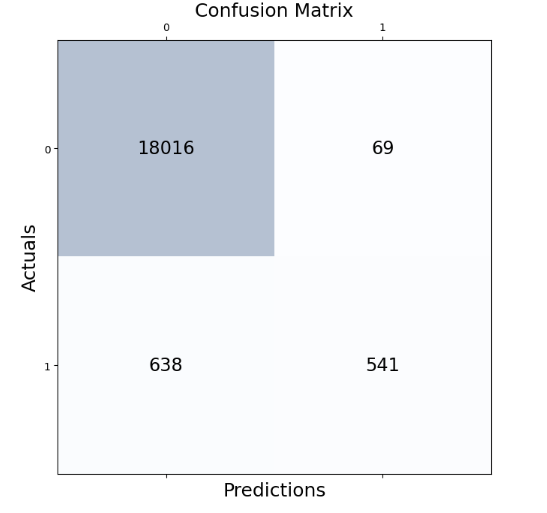 Confusion Matrix
0 1
0 18016 69
Actuals
1 638 541
Predictions